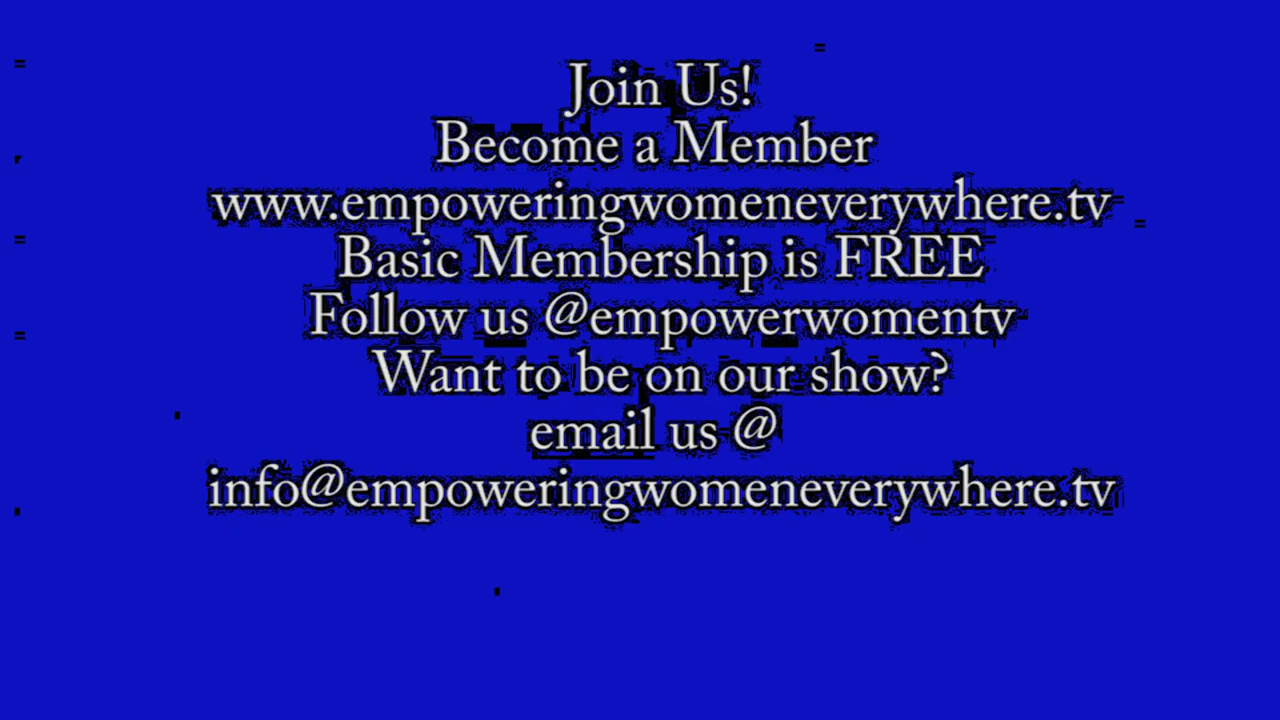 Join Us!
Become a Member
www.empoweringwomeneverywhere.tv
Basic Membership is FREE
Follow us @empowerwomentv
Want to be on our show?
email us @
info@empoweringwomeneverywhere.tv